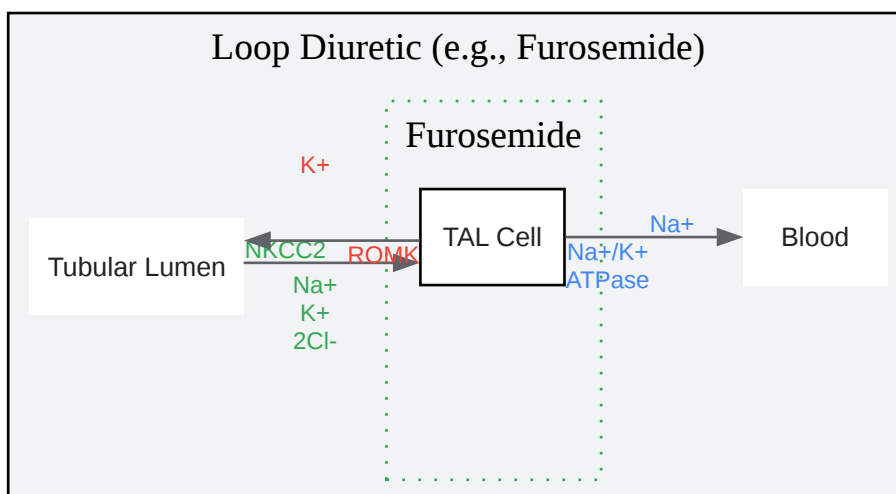 Loop Diuretic (e.g., Furosemide)
Furosemide
K+
Tubular Lumen
NKCC2
ROMK
Na+
K+
2Cl-
TAL Cell
Na+/K+
ATPase
Na+
Blood